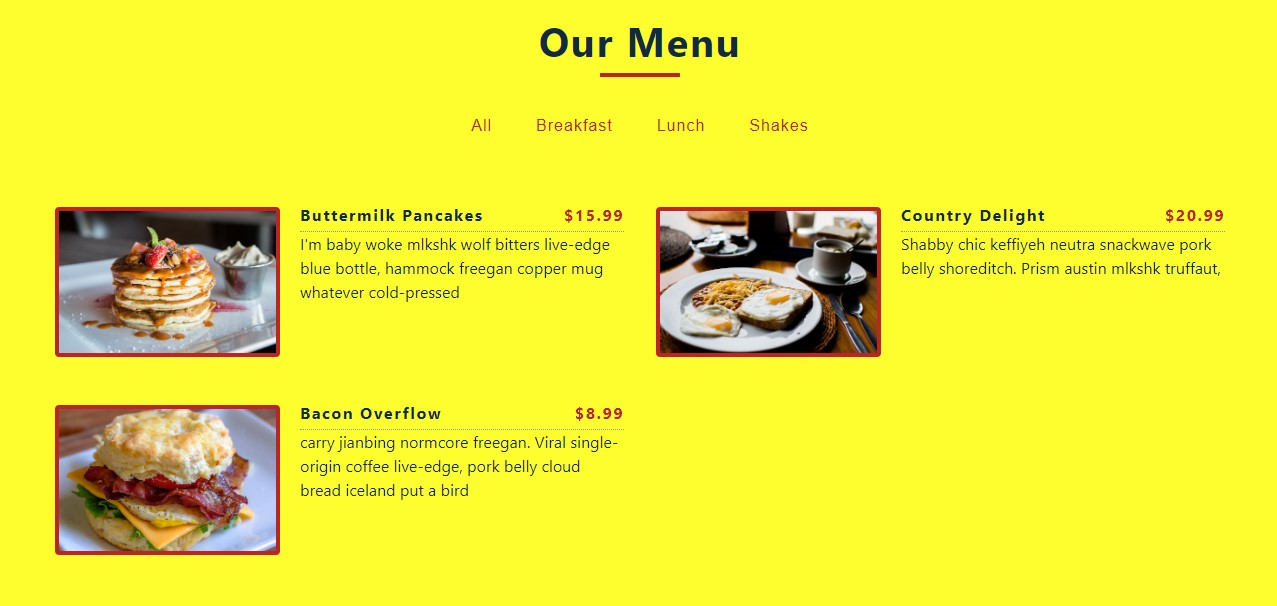 Our Menu
All Breakfast Lunch Shakes
Buttermilk Pancakes $15.99
I'm baby woke mlkshk wolf bitters live-edge
blue bottle, hammock freegan copper mug
whatever cold-pressed
Country Delight $20.99
Shabby chic keffiyeh neutra snackwave pork
belly shoreditch. Prism austin mlkshk truffaut,
Bacon Overflow $8.99
carry jianbing normcore freegan. Viral single-
origin coffee live-edge, pork belly cloud
bread iceland put a bird